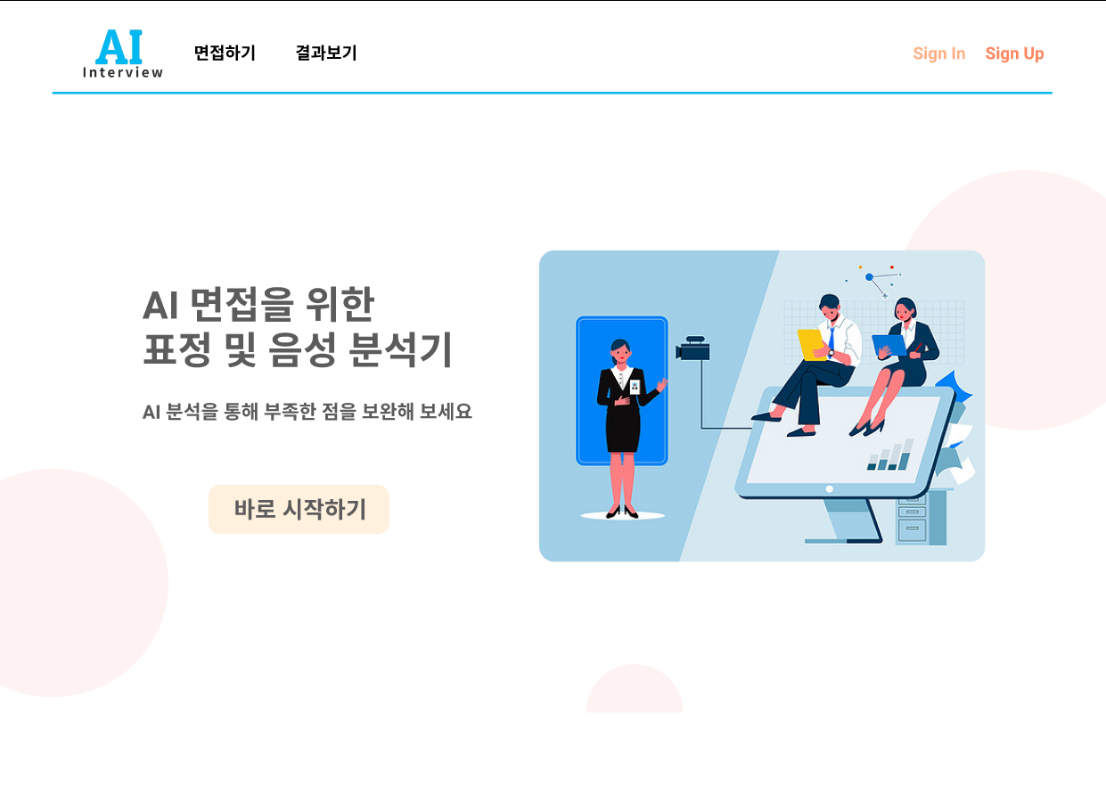 AI
Interview
면접하기
결과보기
Sign In
Sign Up
AI 면접을 위한
표정 및 음성 분석기
AI 분석을 통해 부족한 점을 보완해 보세요
바로 시작하기